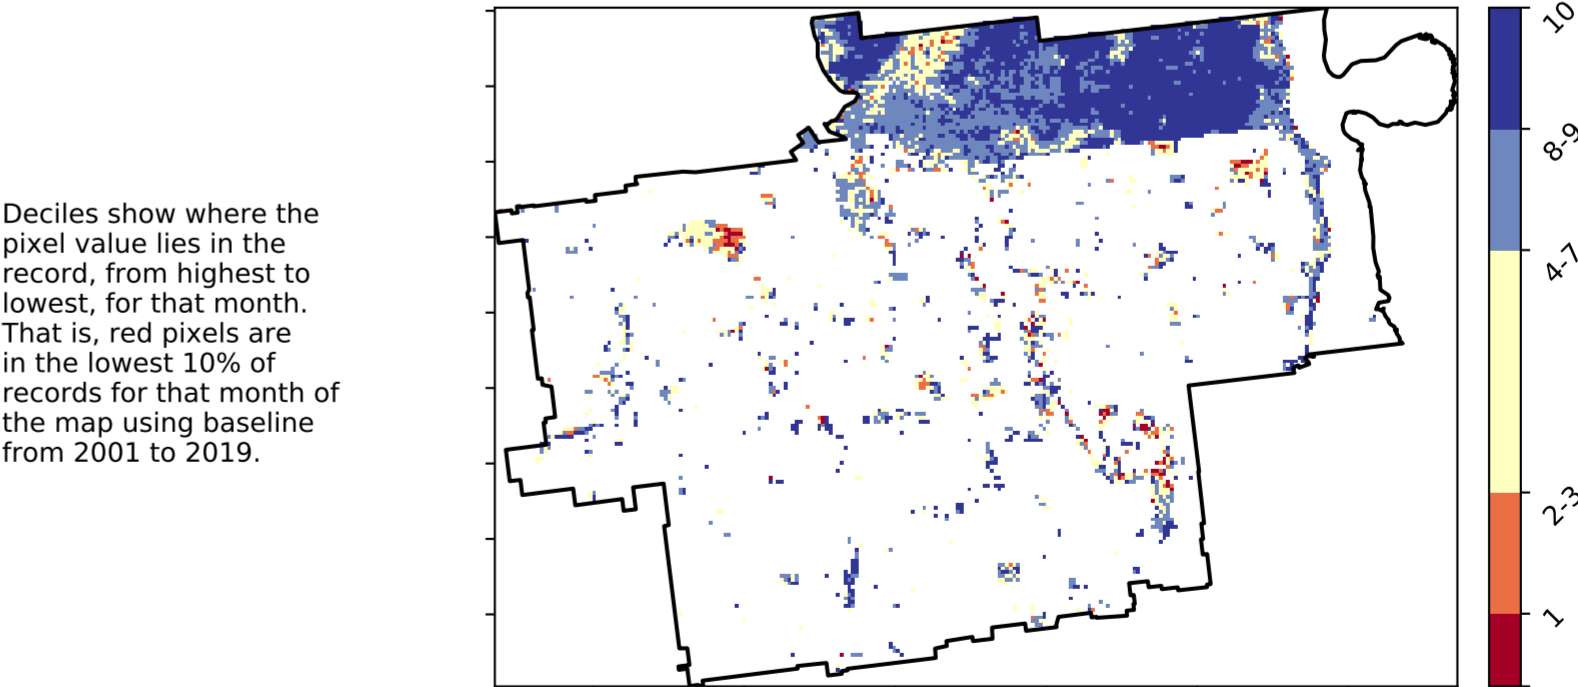 Deciles show where the
pixel value lies in the
record, from highest to
lowest, for that month.
That is, red pixels are
in the lowest 10% of
records for that month of
the map using baseline
from 2001 to 2019.
10
8-9
4-7
2-3
1